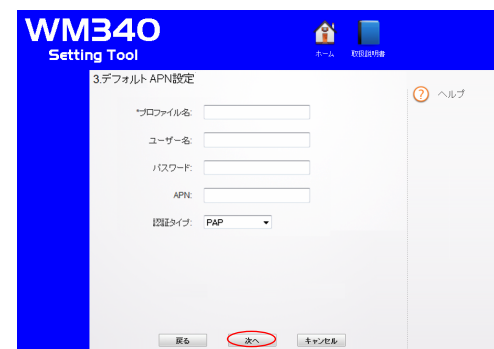 WM340
Setting Tool
ホーム
取扱説明書
3.デフォルト APN設定
ヘルプ
*プロファイル名:
ユーザー名:
パスワード:
APN:
認証タイプ: PAP
戻る 次へ キャンセル